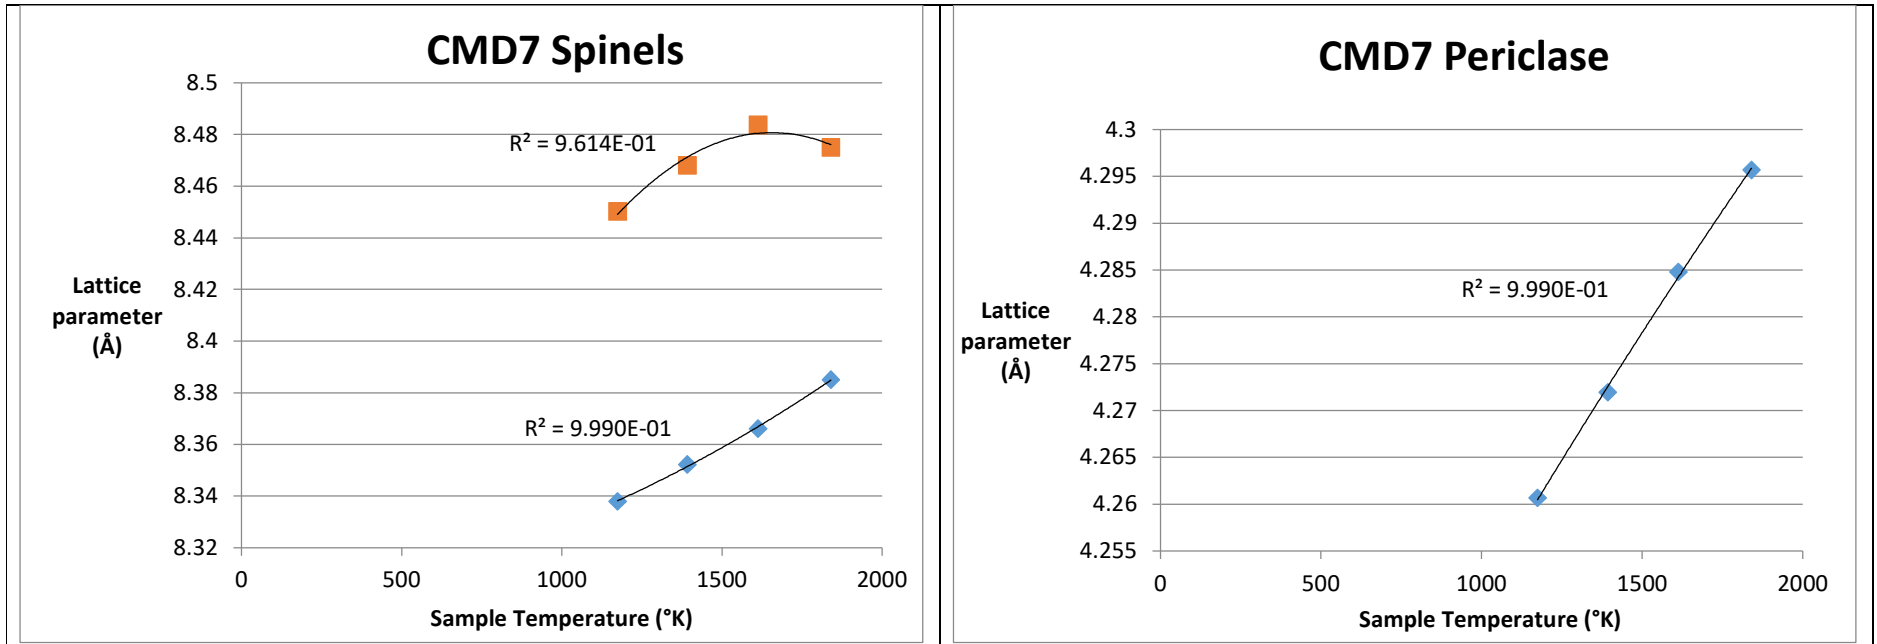 CMD7 Spinels
8.5
8.48
8.46
8.44
8.42
8.4
8.38
8.36
8.34
8.32
R² = 9.614E-01
R² = 9.990E-01
Lattice
parameter
(Å)
0
500
1000
1500
2000
Sample Temperature (°K)
CMD7 Periclase
4.3
4.295
4.29
4.285
4.28
4.275
4.27
4.265
4.26
4.255
R² = 9.990E-01
Lattice
parameter
(Å)
0
500
1000
1500
2000
Sample Temperature (°K)